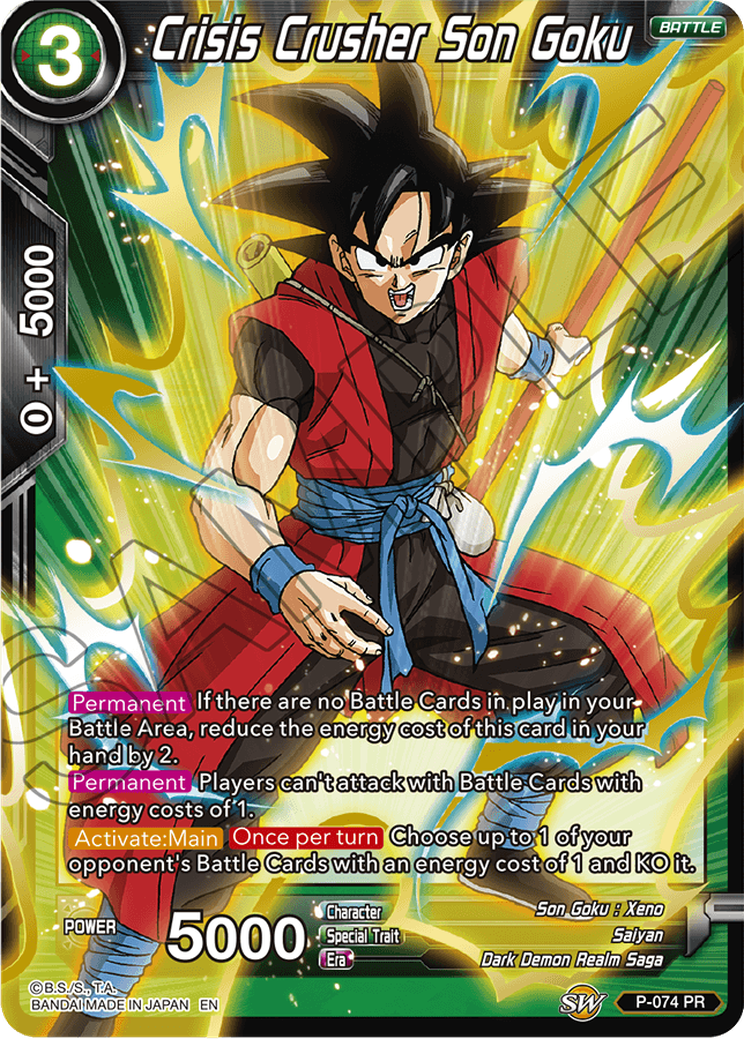 3
Crisis Crusher Son Goku
BATTLE
0 + 5000
SAMPLE
Permanent If there are no Battle Cards in play in your
Battle Area, reduce the energy cost of this card in your
hand by 2.
Permanent Players can't attack with Battle Cards with
energy costs of 1.
Activate:Main Once per turn Choose up to 1 of your
opponent's Battle Cards with an energy cost of 1 and KO it.
POWER 5000
Character Son Goku : Xeno
Special Trait Saiyan
Era Dark Demon Realm Saga
©B.S./S., T.A.
BANDAI MADE IN JAPAN EN
SW P-074 PR